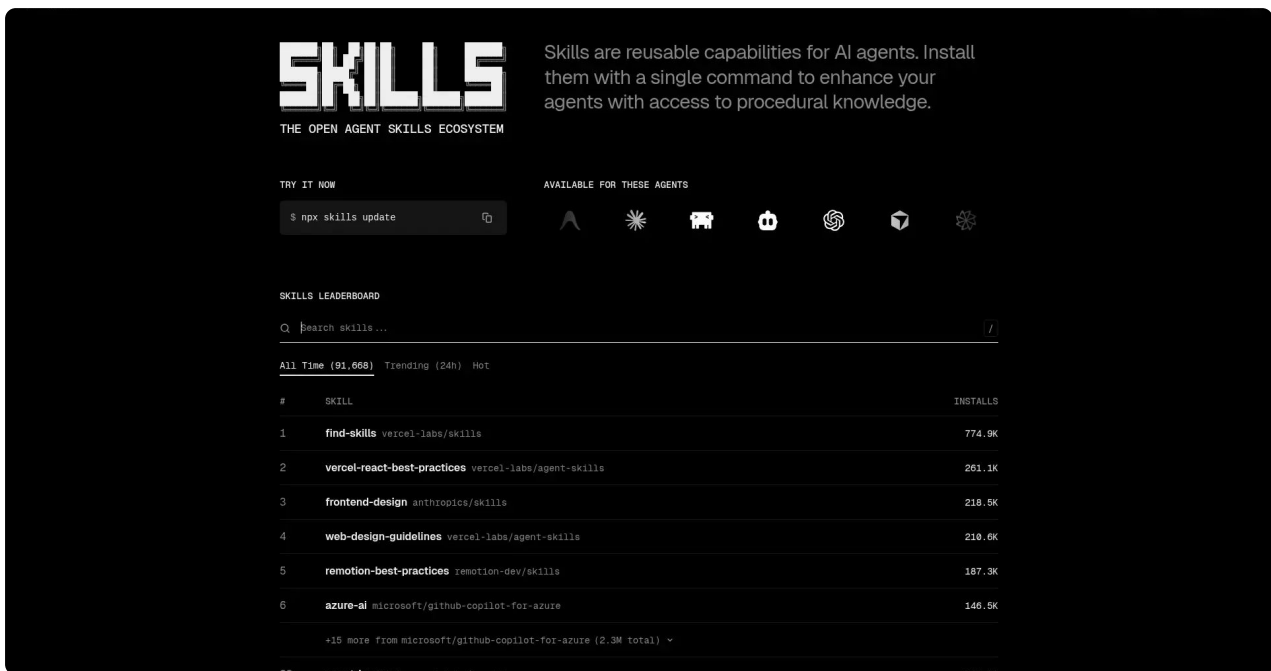 SKILLS
THE OPEN AGENT SKILLS ECOSYSTEM
Skills are reusable capabilities for AI agents. Install
them with a single command to enhance your
agents with access to procedural knowledge.
TRY IT NOW
$ npx skills update
AVAILABLE FOR THESE AGENTS
SKILLS LEADERBOARD
Search skills...
/
All Time (91,668) Trending (24h) Hot
# SKILL INSTALLS
1 find-skills vercel-labs/skills 774.9K
2 vercel-react-best-practices vercel-labs/agent-skills 261.1K
3 frontend-design anthropics/skills 218.5K
4 web-design-guidelines vercel-labs/agent-skills 210.6K
5 remotion-best-practices remotion-dev/skills 187.3K
6 azure-ai microsoft/github-copilot-for-azure 146.5K
+15 more from microsoft/github-copilot-for-azure (2.3M total)